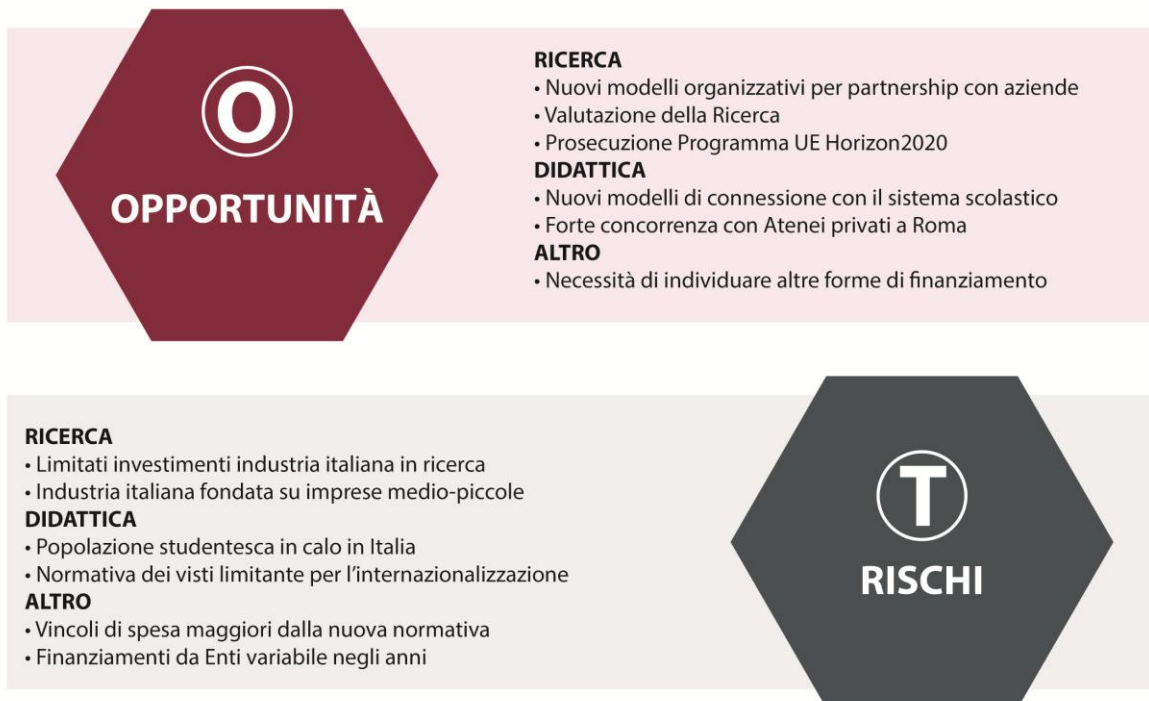 O
OPPORTUNITÀ
RICERCA
• Nuovi modelli organizzativi per partnership con aziende
• Valutazione della Ricerca
• Prosecuzione Programma UE Horizon2020
DIDATTICA
• Nuovi modelli di connessione con il sistema scolastico
• Forte concorrenza con Atenei privati a Roma
ALTRO
• Necessità di individuare altre forme di finanziamento
RICERCA
• Limitati investimenti industria italiana in ricerca
• Industria italiana fondata su imprese medio-piccole
DIDATTICA
• Popolazione studentesca in calo in Italia
• Normativa dei visti limitante per l’internazionalizzazione
ALTRO
• Vincoli di spesa maggiori dalla nuova normativa
• Finanziamenti da Enti variabile negli anni
T
RISCHI